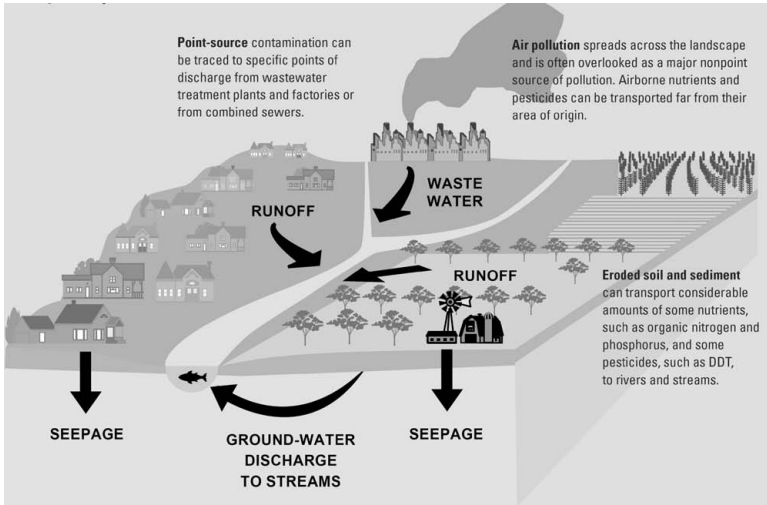 Point-source contamination can
be traced to specific points of
discharge from wastewater
treatment plants and factories or
from combined sewers.
Air pollution spreads across the landscape
and is often overlooked as a major nonpoint
source of pollution. Airborne nutrients and
pesticides can be transported far from their
area of origin.
WASTE
WATER
RUNOFF
RUNOFF
Eroded soil and sediment
can transport considerable
amounts of some nutrients,
such as organic nitrogen and
phosphorus, and some
pesticides, such as DDT,
to rivers and streams.
SEEPAGE
GROUND-WATER
DISCHARGE
TO STREAMS
SEEPAGE